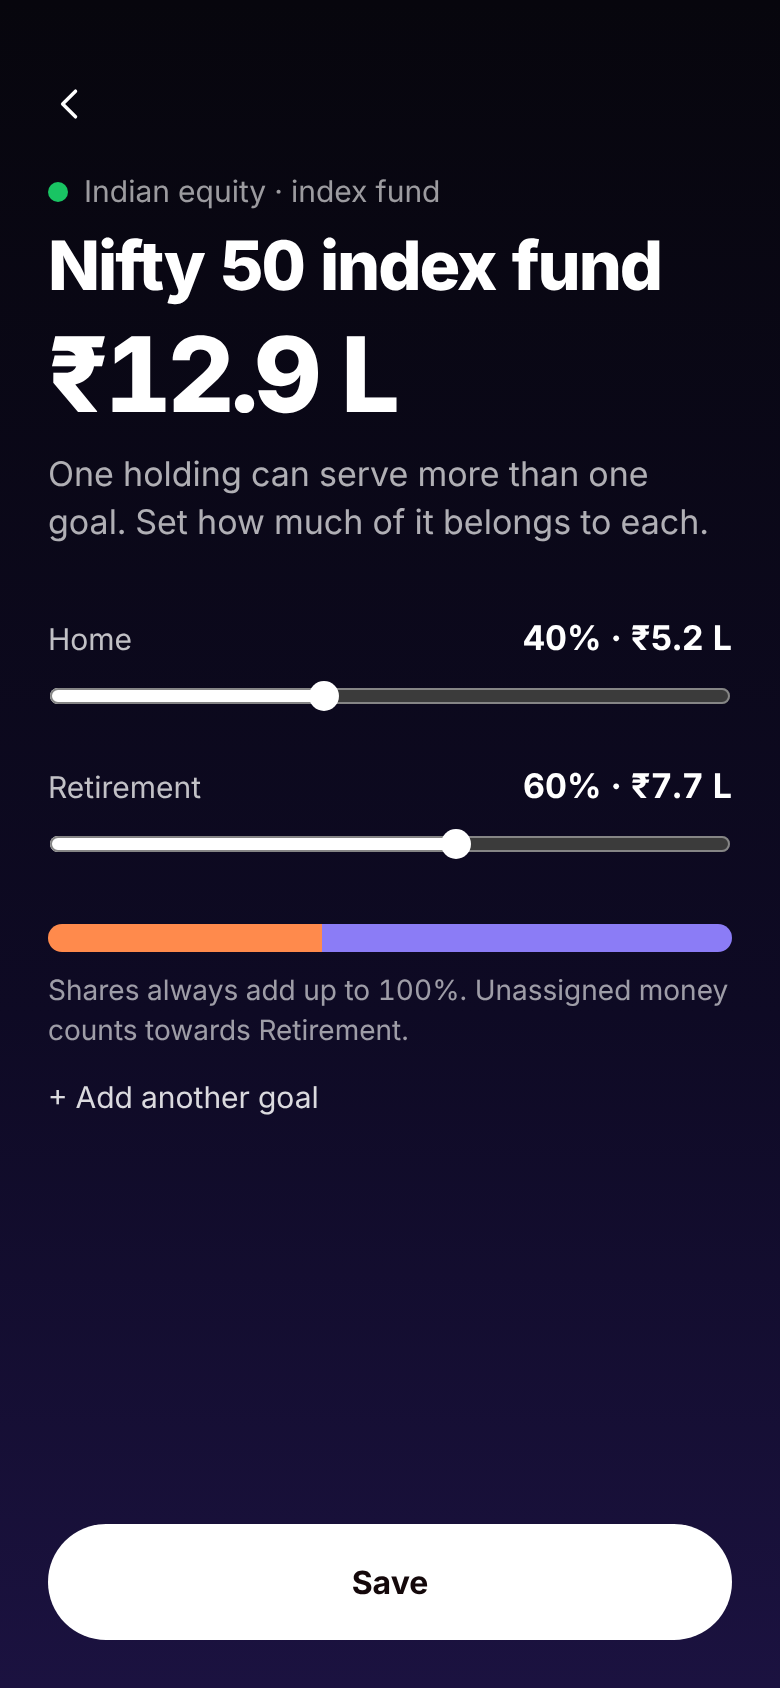 Indian equity · index fund
Nifty 50 index fund
₹12.9 L
One holding can serve more than one
goal. Set how much of it belongs to each.
Home 40% · ₹5.2 L
Retirement 60% · ₹7.7 L
Shares always add up to 100%. Unassigned money
counts towards Retirement.
+ Add another goal
Save